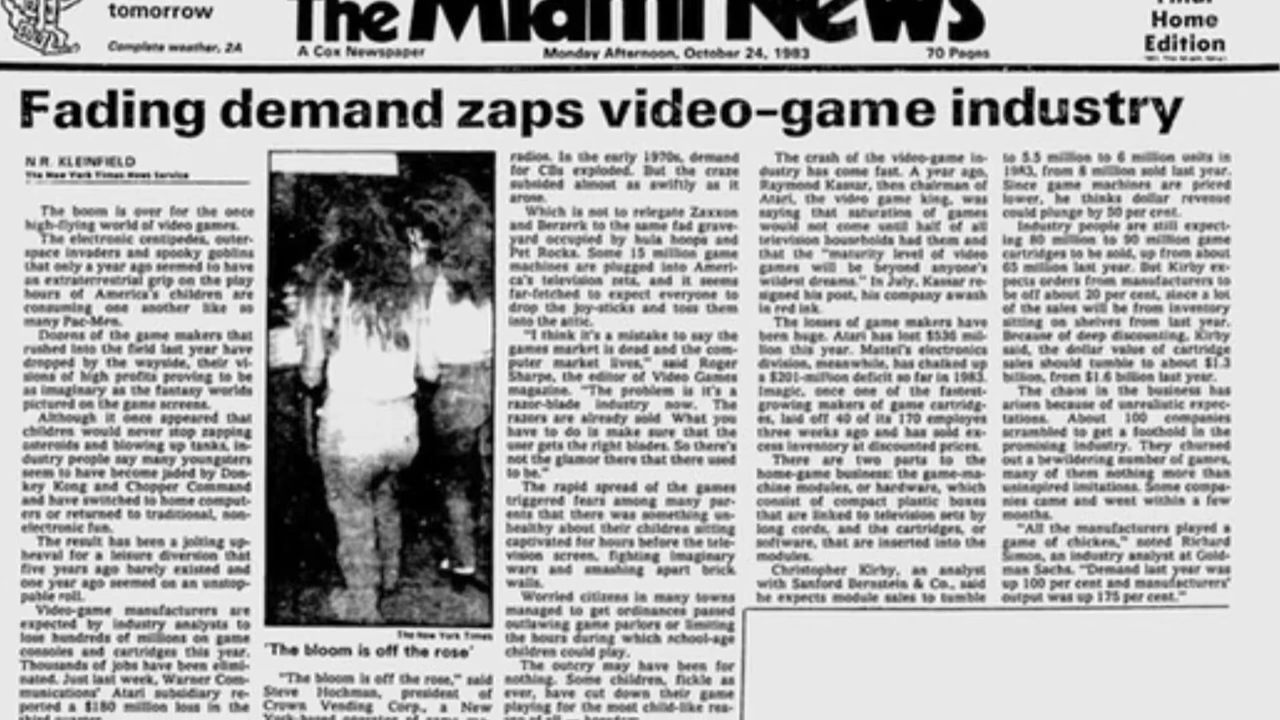 tomorrow
Complete weather, 2A
The Miami News
A Cox Newspaper
Monday Afternoon, October 24, 1983
70 Pages
Final
Home
Edition
Fading demand zaps video-game industry
N.R. KLEINFIELD
The New York Times News Service
The boom is over for the once
high-flying world of video games.
The electronic centipedes, outer-
space invaders and spooky goblins
that only a year ago seemed to have
an extraterrestrial grip on the play
hours of America's children are
consuming one another like so
many Pac-Men.
Dozens of the game makers that
rushed into the field last year have
dropped by the wayside, their vi-
sions of high profits proving to be
as imaginary as the fantasy worlds
pictured on the game screens.
Although it once appeared that
children would never stop zapping
asteroids and blowing up tanks, in-
dustry people say many youngsters
seem to have become jaded by Don-
key Kong and Chopper Command
and have switched to home comput-
ers or returned to traditional, non-
electronic fun.
The result has been a jolting up-
heaval for a leisure diversion that
five years ago barely existed and
one year ago seemed on an unstop-
pable roll.
Video-game manufacturers are
expected by industry analysts to
lose hundreds of millions on game
consoles and cartridges this year.
Thousands of jobs have been elimi-
nated. Just last week, Warner Com-
munications' Atari subsidiary re-
ported a $180 million loss in the
third quarter.
The New York Times
'The bloom is off the rose'
"The bloom is off the rose," said
Steve Hochman, president of
Crown Vending Corp., a New
York-based operator of game
radios. In the early 1970s, demand
for CBs exploded. But the craze
subsided almost as swiftly as it
arose.
Which is not to relegate Zaxxon
and Berzerk to the same fad grave-
yard occupied by hula hoops and
Pet Rocks. Some 15 million game
machines are plugged into Ameri-
ca's television sets, and it seems
far-fetched to expect everyone to
drop the joy-sticks and toss them
into the attic.
"I think it's a mistake to say the
games market is dead and the com-
puter market lives," said Roger
Sharpe, the editor of Video Games
magazine. "The problem is it's a
razor-blade industry now. The
razors are already sold. What you
have to do is make sure that the
user gets the right blades. So there's
not the glamor there that there used
to be."
The rapid spread of the games
triggered fears among many par-
ents that there was something un-
healthy about their children sitting
captivated for hours before the tele-
vision screen, fighting imaginary
wars and smashing apart brick
walls.
Worried citizens in many towns
managed to get ordinances passed
outlawing game parlors or limiting
the hours during which school-age
children could play.
The outcry may have been for
nothing. Some children, fickle as
ever, have cut down their game
playing for the most child-like rea-
son of all — boredom.
The crash of the video-game in-
dustry has come fast. A year ago,
Raymond Kassar, then chairman of
Atari, the video game king, was
saying that saturation of games
would not come until half of all
television households had them and
that the "maturity level of video
games will be beyond anyone's
wildest dreams." In July, Kassar re-
signed his post, his company awash
in red ink.
The losses of game makers have
been huge. Atari has lost $536 mil-
lion this year. Mattel's electronics
division, meanwhile, has chalked up
a $201-million deficit so far in 1983.
Imagic, once one of the fastest-
growing makers of game cartridg-
es, laid off 40 of its 170 employes
three weeks ago and has sold ex-
cess inventory at discounted prices.
There are two parts to the
home-game business: the game-ma-
chine modules, or hardware, which
consist of compact plastic boxes
that are linked to television sets by
long cords, and the cartridges, or
software, that are inserted into the
modules.
Christopher Kirby, an analyst
with Sanford Bernstein & Co., said
he expects module sales to tumble
to 5.5 million to 6 million units in
1983, from 8 million sold last year.
Since game machines are priced
lower, he thinks dollar revenue
could plunge by 50 per cent.
Industry people are still expect-
ing 80 million to 90 million game
cartridges to be sold, up from about
65 million last year. But Kirby ex-
pects orders from manufacturers to
be off about 20 per cent, since a lot
of the sales will be from inventory
sitting on shelves from last year.
Because of deep discounting, Kirby
said, the dollar value of cartridge
sales should tumble to about $1.3
billion, from $1.6 billion last year.
The chaos in the business has
arisen because of unrealistic expec-
tations. About 100 companies
scrambled to get a foothold in the
promising industry. They churned
out a bewildering number of games,
many of them nothing more than
uninspired imitations. Some compa-
nies came and went within a few
months.
"All the manufacturers played a
game of chicken," noted Richard
Simon, an industry analyst at Gold-
man Sachs. "Demand last year was
up 100 per cent and manufacturers'
output was up 175 per cent."